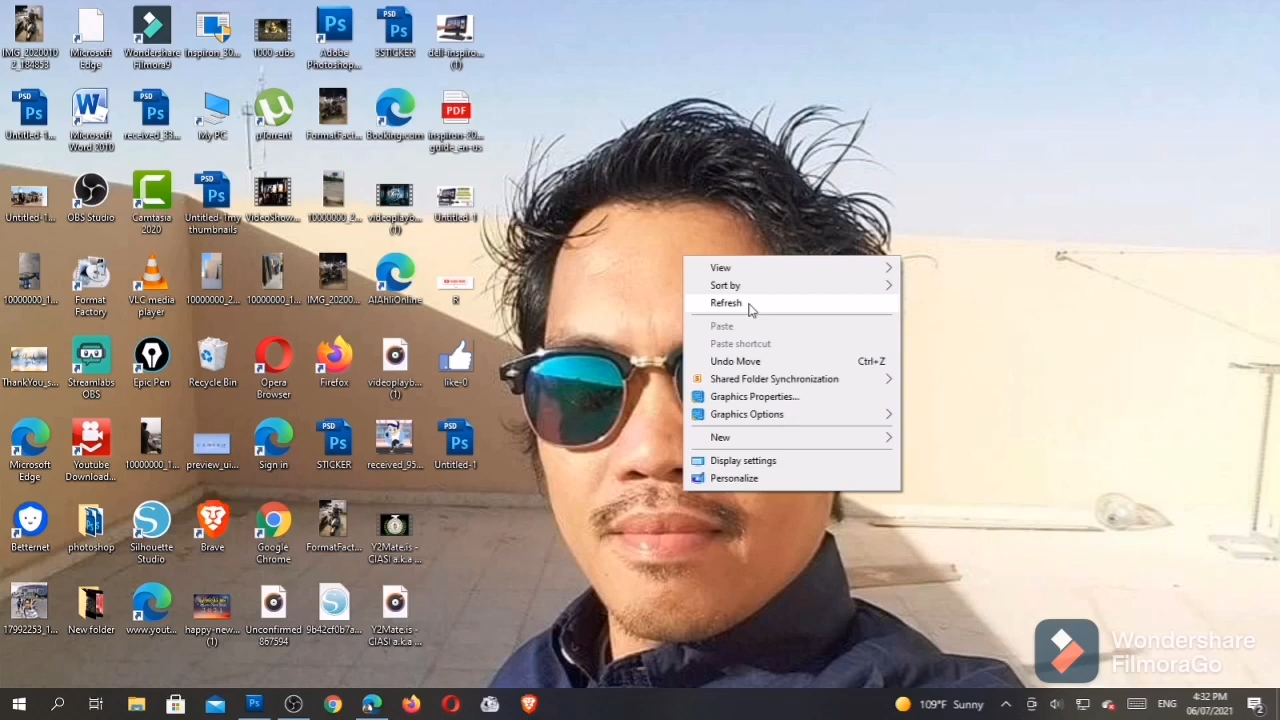 IMG_2020010
2_184853
Microsoft
Edge
Wondershare
Filmora9
Inspiron_30...
1000 subs
Adobe
Photoshop...
3STICKER
dell-inspiro...
(1)
Untitled-1...
Microsoft
Word 2010
received_33...
My PC
µTorrent
FormatFact...
Booking.com
inspiron-20...
guide_en-us
Untitled-1...
OBS Studio
Camtasia
2020
Untitled-1my
thumbnails
VideoShow...
10000000_2...
videoplayb...
(1)
Untitled-1
10000000_1...
Format
Factory
VLC media
player
10000000_2...
10000000_1...
IMG_20200...
AlAhliOnline
R
ThankYou_s...
Streamlabs
OBS
Epic Pen
Recycle Bin
Opera
Browser
Firefox
videoplayb...
(1)
like-0
Microsoft
Edge
Youtube
Download...
10000000_1...
preview_ui...
Sign in
STICKER
received_95...
Untitled-1
Betternet
photoshop
Silhouette
Studio
Brave
Google
Chrome
FormatFact...
Y2Mate.is -
CIASI a.k.a ...
17992253_1...
New folder
www.yout...
happy-new...
(1)
Unconfirmed
867594
9b42cf0b7a...
Y2Mate.is -
CIASI a.k.a ...
View
Sort by
Refresh
Paste
Paste shortcut
Undo Move Ctrl+Z
Shared Folder Synchronization
Graphics Properties...
Graphics Options
New
Display settings
Personalize
Wondershare
FilmoraGo
109°F Sunny
ENG
4:32 PM
06/07/2021
2